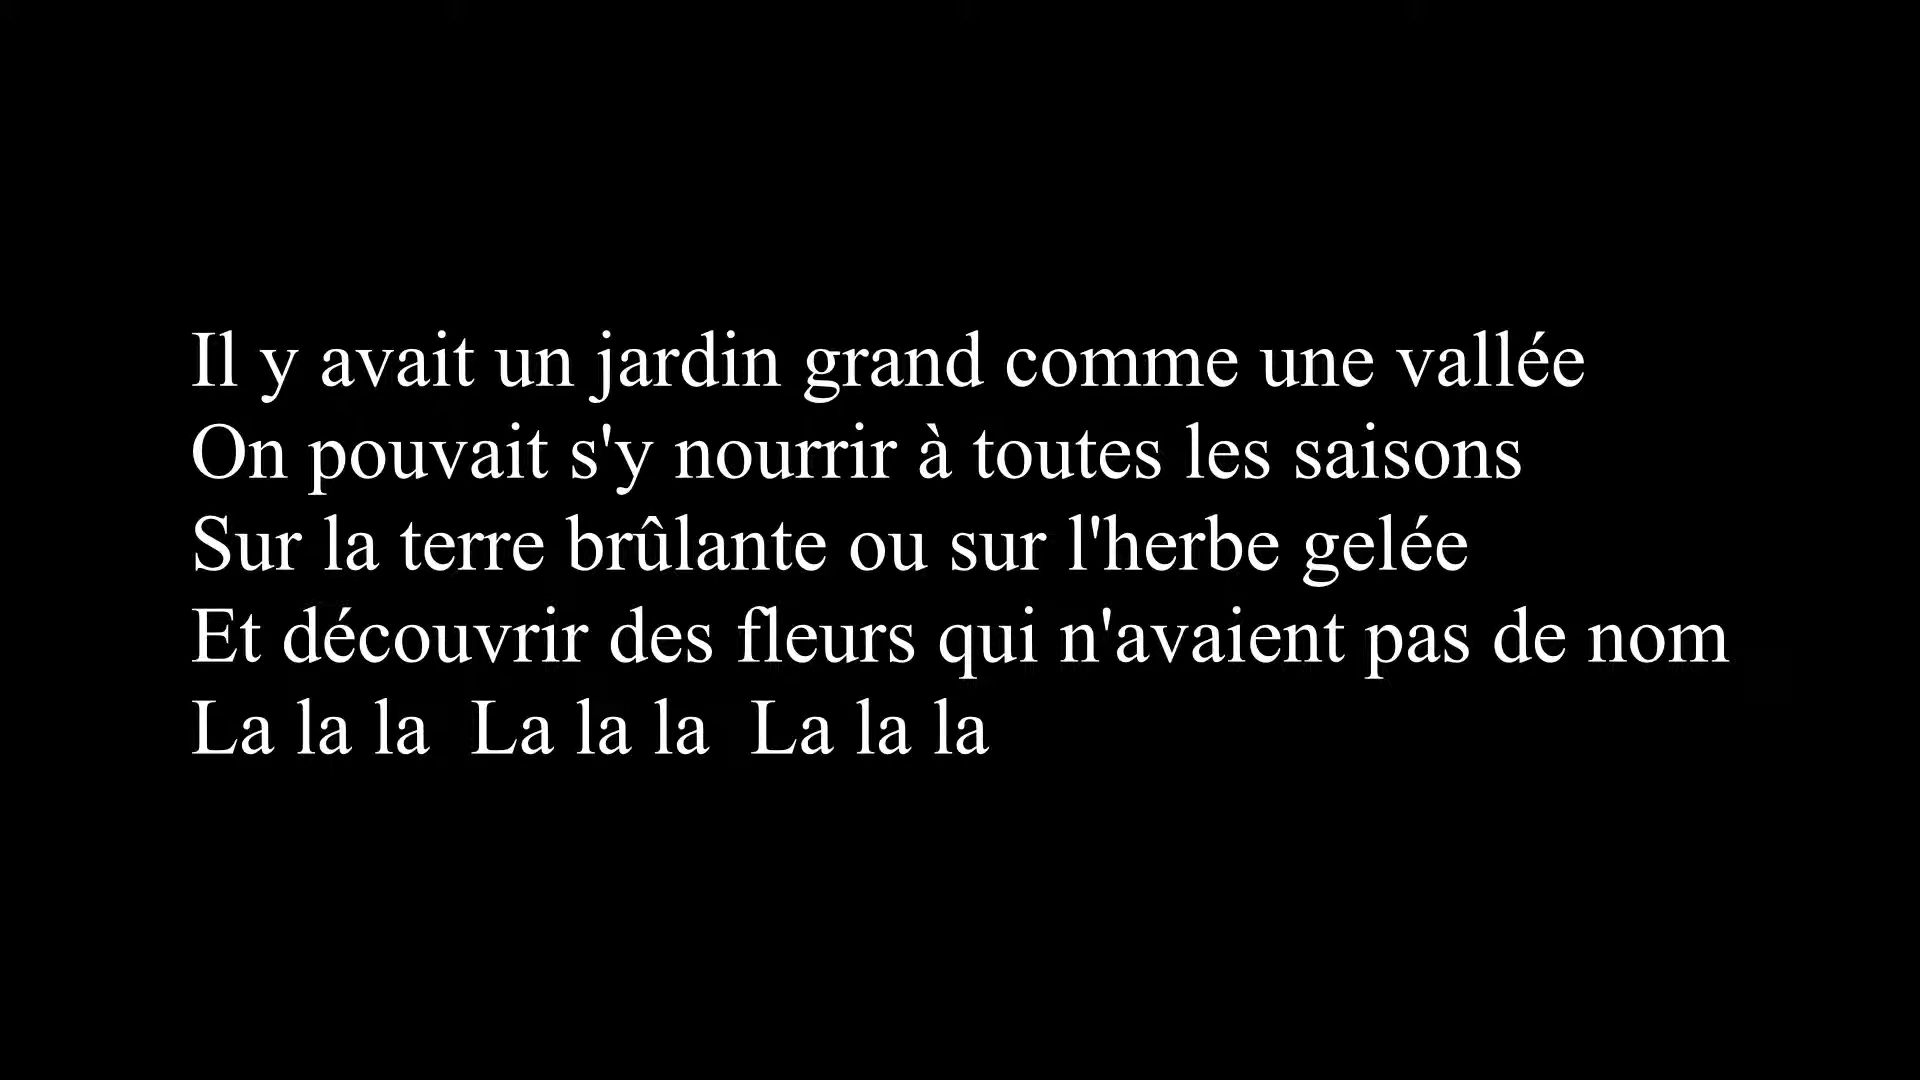 Il y avait un jardin grand comme une vallée
On pouvait s'y nourrir à toutes les saisons
Sur la terre brûlante ou sur l'herbe gelée
Et découvrir des fleurs qui n'avaient pas de nom
La la la  La la la  La la la